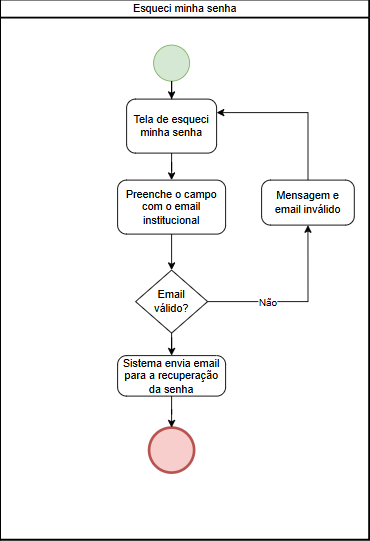 Esqueci minha senha
Tela de esqueci
minha senha
Preenche o campo
com o email
institucional
Mensagem e
email inválido
Email
válido?
Não
Sistema envia email
para a recuperação
da senha